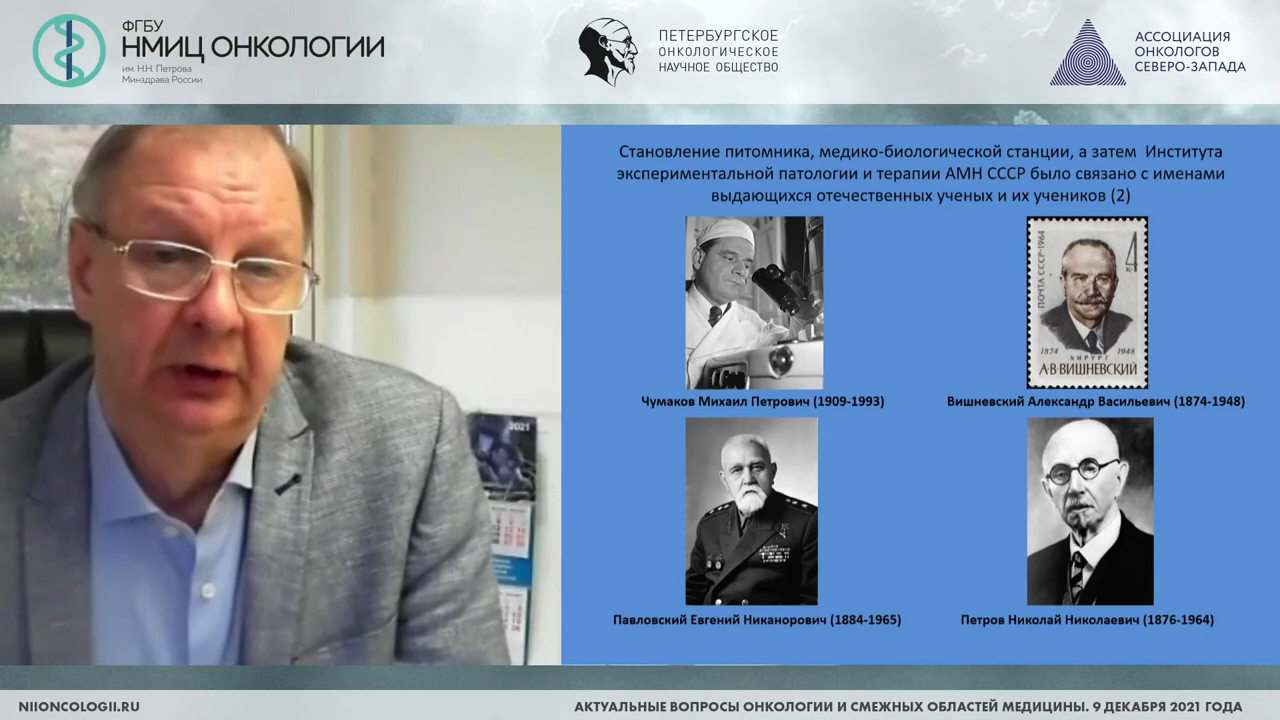 ФГБУ
НМИЦ ОНКОЛОГИИ
им. Н.Н. Петрова
Минздрава России
ПЕТЕРБУРГСКОЕ
ОНКОЛОГИЧЕСКОЕ
НАУЧНОЕ ОБЩЕСТВО
АССОЦИАЦИЯ
ОНКОЛОГОВ
СЕВЕРО-ЗАПАДА
2021
Становление питомника, медико-биологической станции, а затем Института
экспериментальной патологии и терапии АМН СССР было связано с именами
выдающихся отечественных ученых и их учеников (2)
ПОЧТА СССР·1964
4
К·
1874 1948
ХИРУРГ
А·В·ВИШНЕВСКИЙ
Чумаков Михаил Петрович (1909-1993)
Вишневский Александр Васильевич (1874-1948)
Павловский Евгений Никанорович (1884-1965)
Петров Николай Николаевич (1876-1964)
NIIONCOLOGII.RU
АКТУАЛЬНЫЕ ВОПРОСЫ ОНКОЛОГИИ И СМЕЖНЫХ ОБЛАСТЕЙ МЕДИЦИНЫ. 9 ДЕКАБРЯ 2021 ГОДА